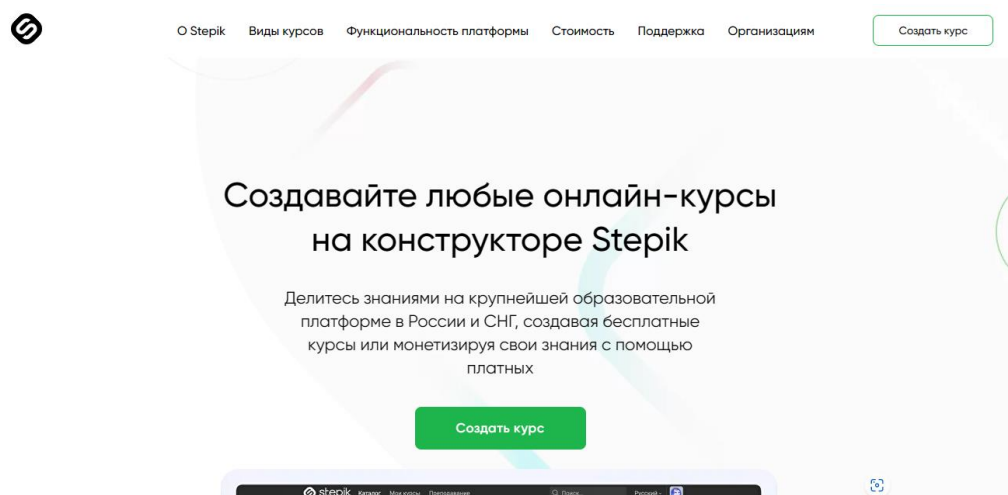 О Stepik
Виды курсов
Функциональность платформы
Стоимость
Поддержка
Организациям
Создать курс
Создавайте любые онлайн-курсы
на конструкторе Stepik
Делитесь знаниями на крупнейшей образовательной
платформе в России и СНГ, создавая бесплатные
курсы или монетизируя свои знания с помощью
платных
Создать курс
stepik Каталог Мои курсы Преподавание Поиск... Русский